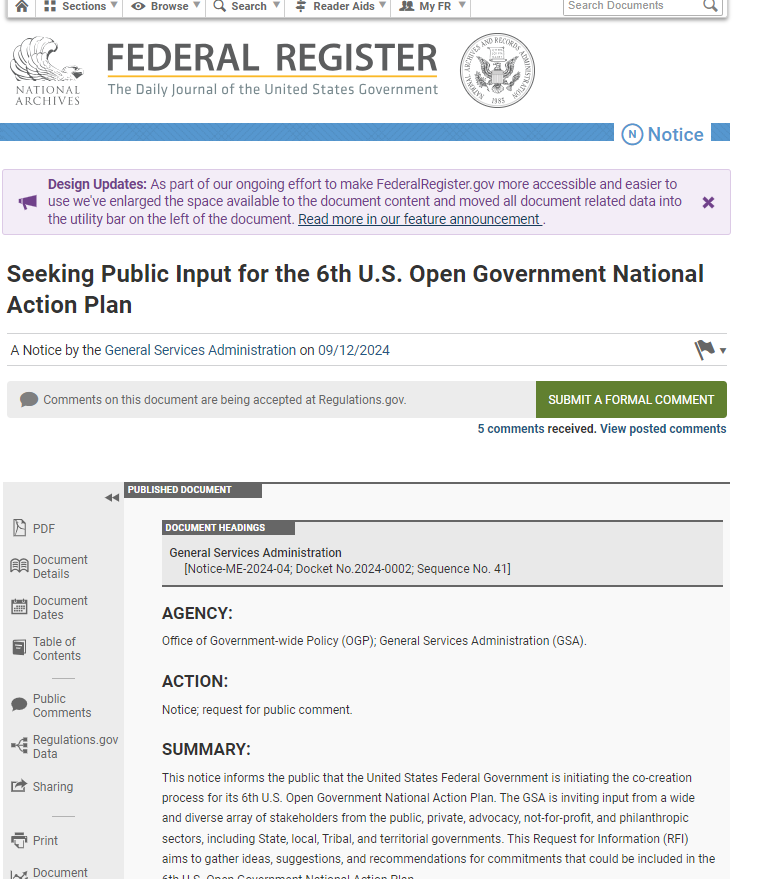 Sections Browse Search Reader Aids My FR Search Documents
NATIONAL
ARCHIVES
FEDERAL REGISTER
The Daily Journal of the United States Government
NATIONAL ARCHIVES AND RECORDS ADMINISTRATION
1985
N Notice
Design Updates: As part of our ongoing effort to make FederalRegister.gov more accessible and easier to
use we've enlarged the space available to the document content and moved all document related data into
the utility bar on the left of the document. Read more in our feature announcement .
Seeking Public Input for the 6th U.S. Open Government National
Action Plan
A Notice by the General Services Administration on 09/12/2024
Comments on this document are being accepted at Regulations.gov.
SUBMIT A FORMAL COMMENT
5 comments received. View posted comments
PDF
Document
Details
Document
Dates
Table of
Contents
Public
Comments
Regulations.gov
Data
Sharing
Print
Document
PUBLISHED DOCUMENT
DOCUMENT HEADINGS
General Services Administration
[Notice-ME-2024-04; Docket No.2024-0002; Sequence No. 41]
AGENCY:
Office of Government-wide Policy (OGP); General Services Administration (GSA).
ACTION:
Notice; request for public comment.
SUMMARY:
This notice informs the public that the United States Federal Government is initiating the co-creation
process for its 6th U.S. Open Government National Action Plan. The GSA is inviting input from a wide
and diverse array of stakeholders from the public, private, advocacy, not-for-profit, and philanthropic
sectors, including State, local, Tribal, and territorial governments. This Request for Information (RFI)
aims to gather ideas, suggestions, and recommendations for commitments that could be included in the
6th U.S. Open Government National Action Plan.